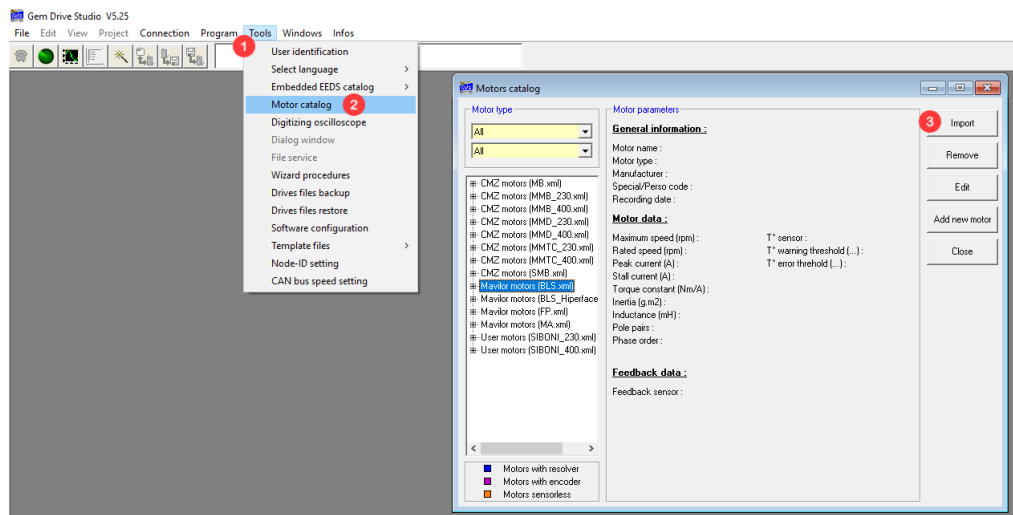 Gem Drive Studio V5.25
File Edit View Project Connection Program Tools Windows Infos
1
User identification
Select language
Embedded EEDS catalog
Motor catalog 2
Digitizing oscilloscope
Dialog window
File service
Wizard procedures
Drives files backup
Drives files restore
Software configuration
Template files
Node-ID setting
CAN bus speed setting
Motors catalog
Motor type
All
All
CMZ motors (MB.xml)
CMZ motors (MMB_230.xml)
CMZ motors (MMB_400.xml)
CMZ motors (MMD_230.xml)
CMZ motors (MMD_400.xml)
CMZ motors (MMTC_230.xml)
CMZ motors (MMTC_400.xml)
CMZ motors (SMB.xml)
Mavilor motors (BLS.xml)
Mavilor motors (BLS_Hiperface
Mavilor motors (FP.xml)
Mavilor motors (MA.xml)
User motors (SIBONI_230.xml)
User motors (SIBONI_400.xml)
Motors with resolver
Motors with encoder
Motors sensorless
Motor parameters
General information :
Motor name :
Motor type :
Manufacturer :
Special/Perso code :
Recording date :
Motor data :
Maximum speed (rpm) :
Rated speed (rpm) :
Peak current (A) :
Stall current (A) :
Torque constant (Nm/A) :
Inertia (g.m2) :
Inductance (mH) :
Pole pairs :
Phase order :
T° sensor :
T° warning threshold (...) :
T° error threhold (...) :
Feedback data :
Feedback sensor :
3 Import
Remove
Edit
Add new motor
Close